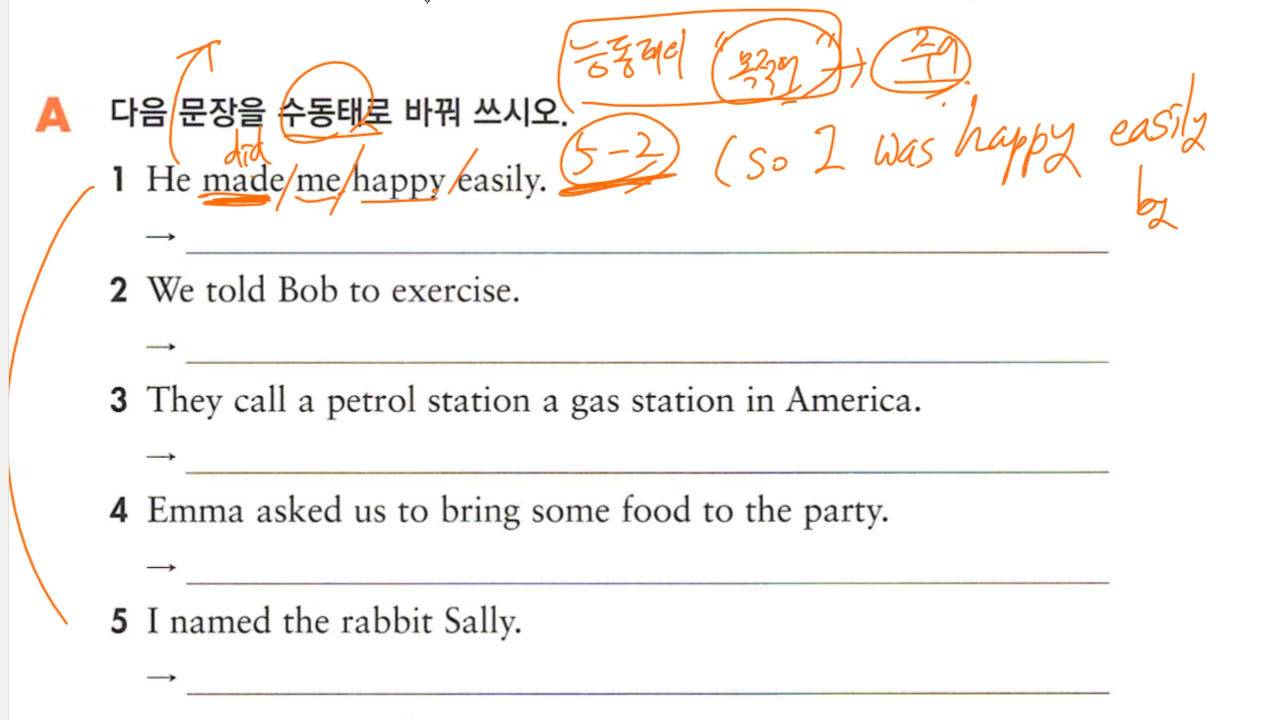 능동태의 "목적어" → 주어
A 다음 문장을 수동태로 바꿔 쓰시오.
did
1 He made/me/happy/easily. 5-2 (so I was happy easily
by
→
2 We told Bob to exercise.
→
3 They call a petrol station a gas station in America.
→
4 Emma asked us to bring some food to the party.
→
5 I named the rabbit Sally.
→